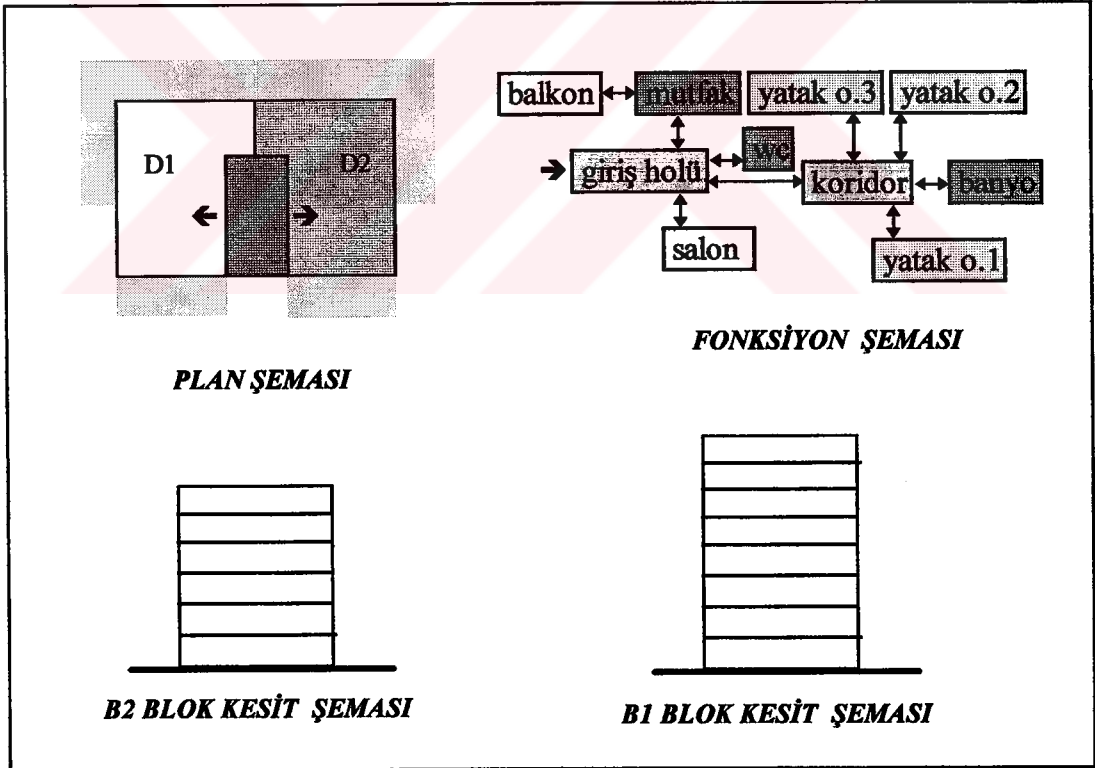 D1
D2
PLAN ŞEMASI
balkon
mutfak
yatak o.3
yatak o.2
wc
giriş holü
koridor
banyo
salon
yatak o.1
FONKSİYON ŞEMASI
B2 BLOK KESİT ŞEMASI
B1 BLOK KESİT ŞEMASI